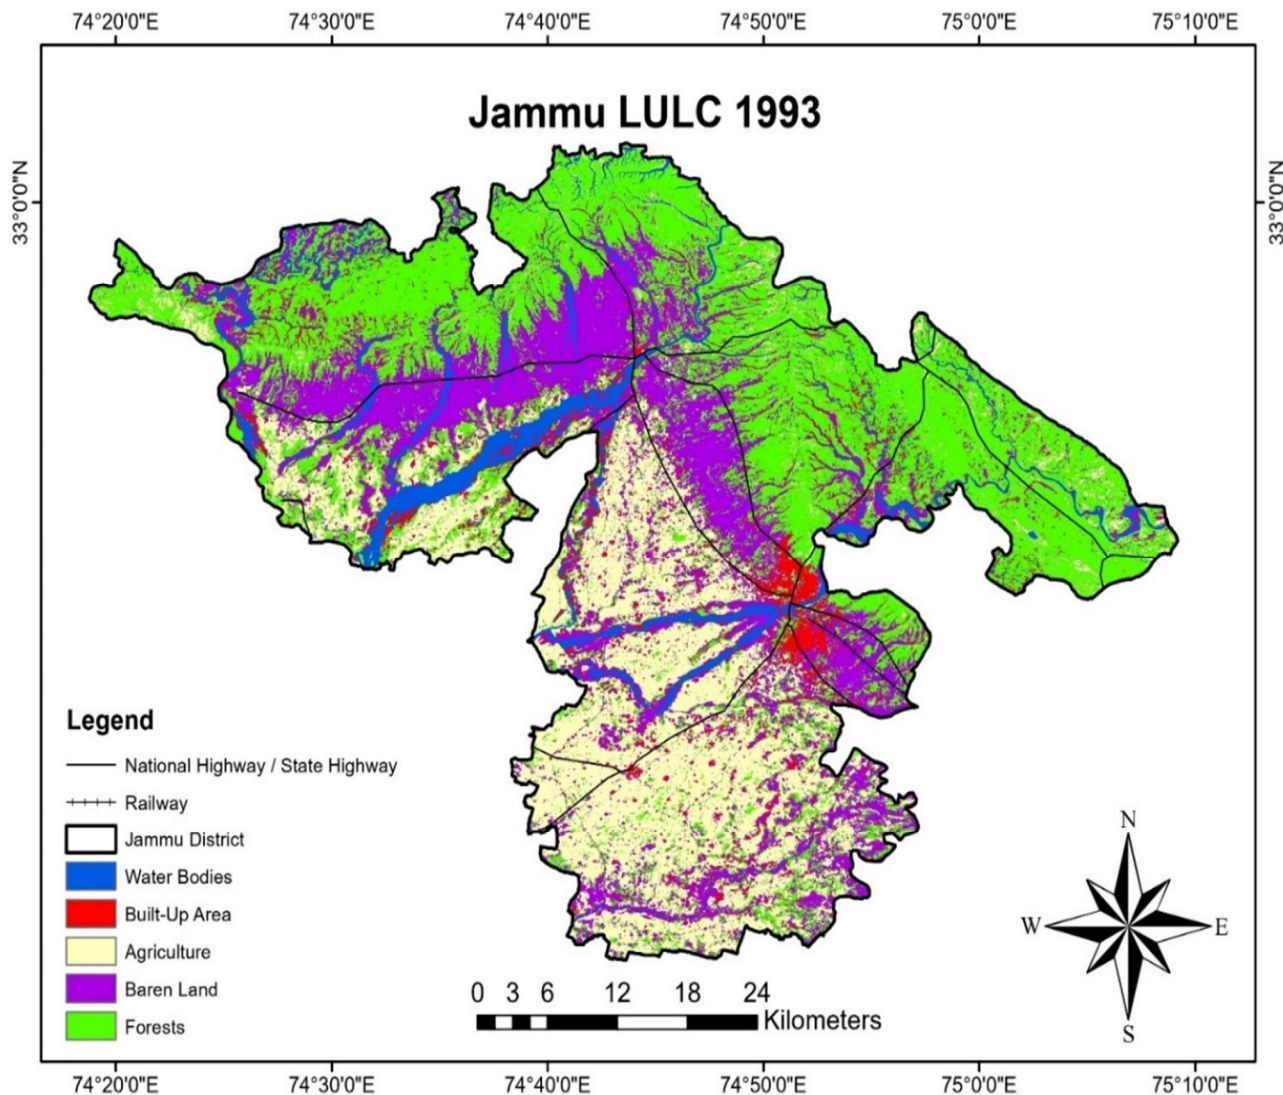 74°20'0"E 74°30'0"E 74°40'0"E 74°50'0"E 75°0'0"E 75°10'0"E
Jammu LULC 1993
33°0'0"N 33°0'0"N
Legend
National Highway / State Highway
Railway
Jammu District
Water Bodies
Built-Up Area
Agriculture
Baren Land
Forests
0 3 6 12 18 24
Kilometers
N
W E
S
74°20'0"E 74°30'0"E 74°40'0"E 74°50'0"E 75°0'0"E 75°10'0"E